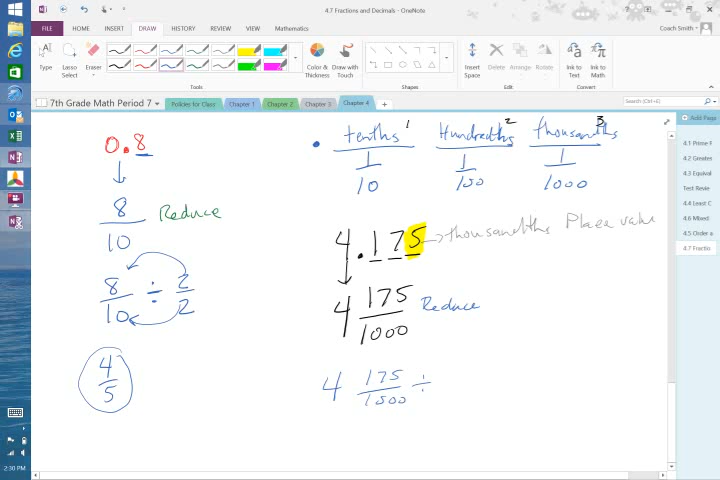 4.7 Fractions and Decimals - OneNote
FILE HOME INSERT DRAW HISTORY REVIEW VIEW Mathematics
Coach Smith
Type
Lasso Select
Eraser
Color & Thickness
Draw with Touch
Insert Space
Delete
Arrange
Rotate
Ink to Text
Ink to Math
Tools
Shapes
Edit
Convert
7th Grade Math Period 7
Policies for Class
Chapter 1
Chapter 2
Chapter 3
Chapter 4
+
Search (Ctrl+E)
Add Page
4.1 Prime F
4.2 Greates
4.3 Equival
Test Revie
4.4 Least C
4.6 Mixed
4.5 Order a
4.7 Fractio
0.8
8
10
Reduce
8 ÷ 2
10 2
4
5
• tenths 1 Hundredths 2 thousandths 3
1 1 1
10 100 1000
4.175 → thousandths Place value
4 175
1000
Reduce
4 175 ÷
1000
2:30 PM